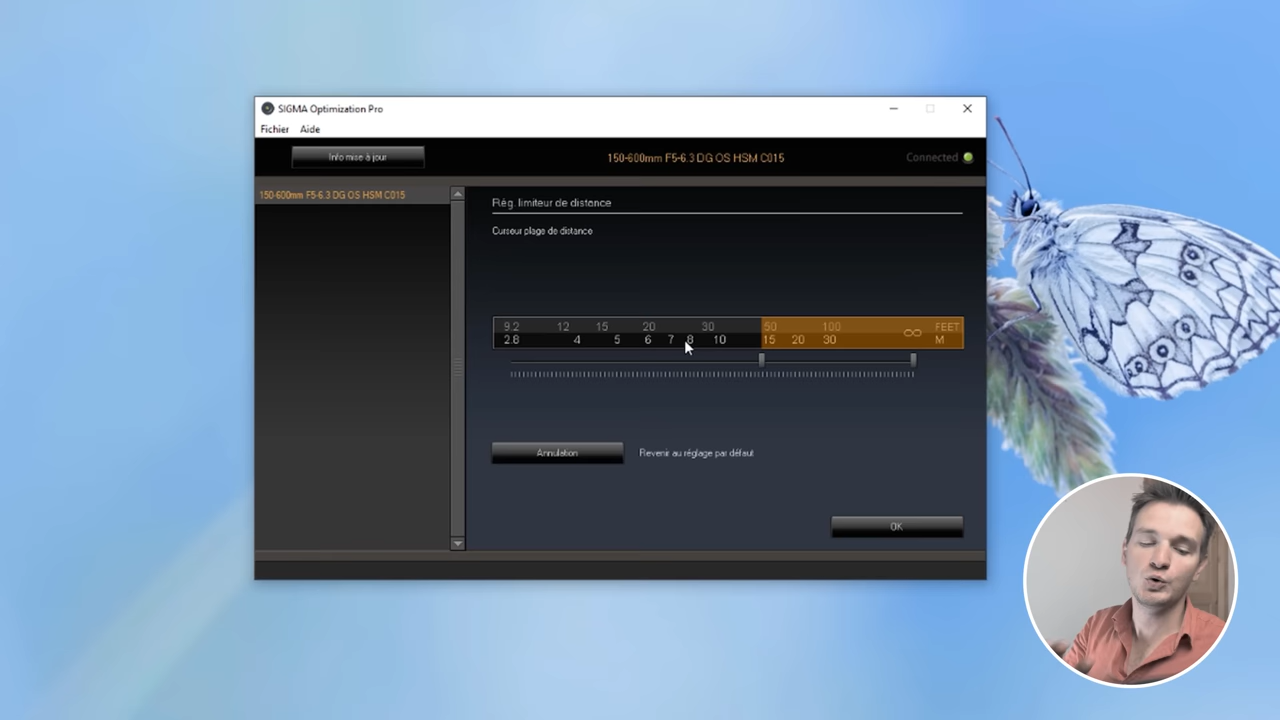 SIGMA Optimization Pro
Fichier Aide
Info mise à jour
150-600mm F5-6.3 DG OS HSM C015
Connected
150-600mm F5-6.3 DG OS HSM C015
Rég. limiteur de distance
Curseur plage de distance
9.2 12 15 20 30 50 100 ∞ FEET
2.8 4 5 6 7 8 10 15 20 30 M
Annulation
Revenir au réglage par défaut
OK